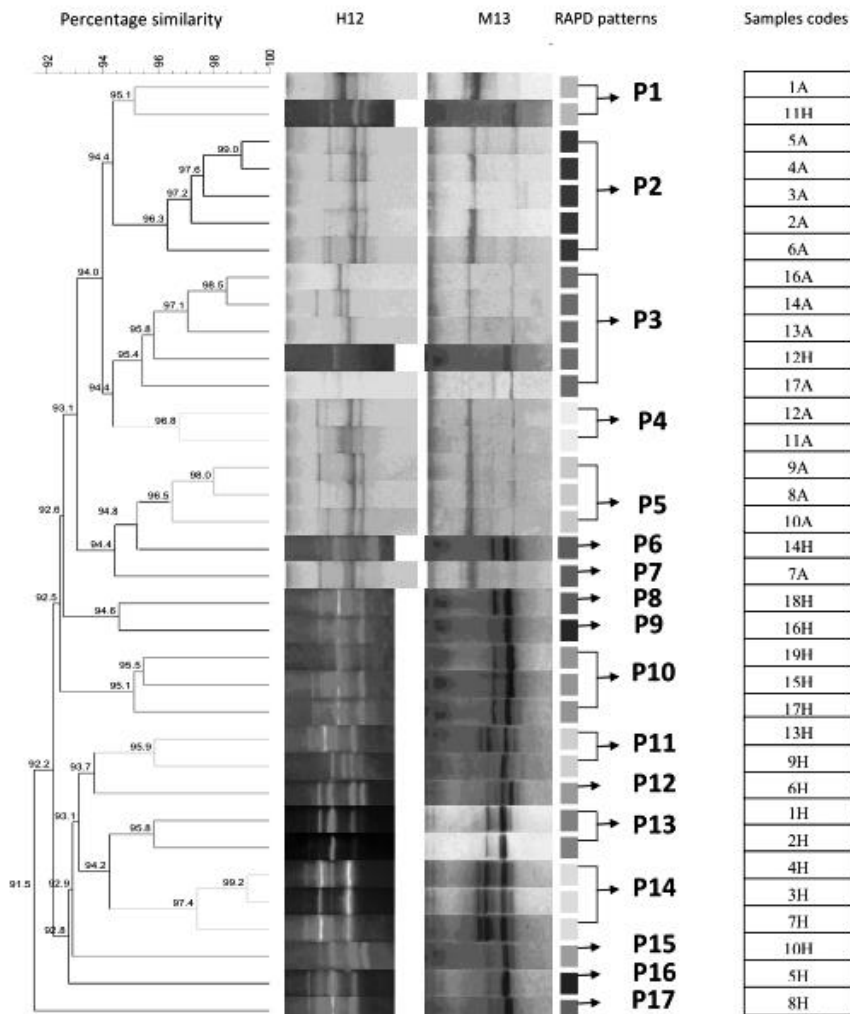 Percentage similarity H12 M13 RAPD patterns Samples codes
92 94 96 98 100
95.1 P1 1A
11H
94.4 99.0 5A
97.6 P2 4A
97.2 3A
96.3 2A
6A
94.0 98.5 16A
97.1 14A
95.8 P3 13A
95.4 12H
94.4 17A
93.1 96.8 P4 12A
11A
98.0 9A
96.5 P5 8A
92.6 94.8 10A
94.4 P6 14H
P7 7A
92.5 94.6 P8 18H
P9 16H
95.5 19H
95.1 P10 15H
17H
95.9 P11 13H
92.2 93.7 9H
P12 6H
93.1 95.8 P13 1H
2H
94.2 99.2 4H
91.5 92.9 97.4 P14 3H
7H
92.8 P15 10H
P16 5H
P17 8H